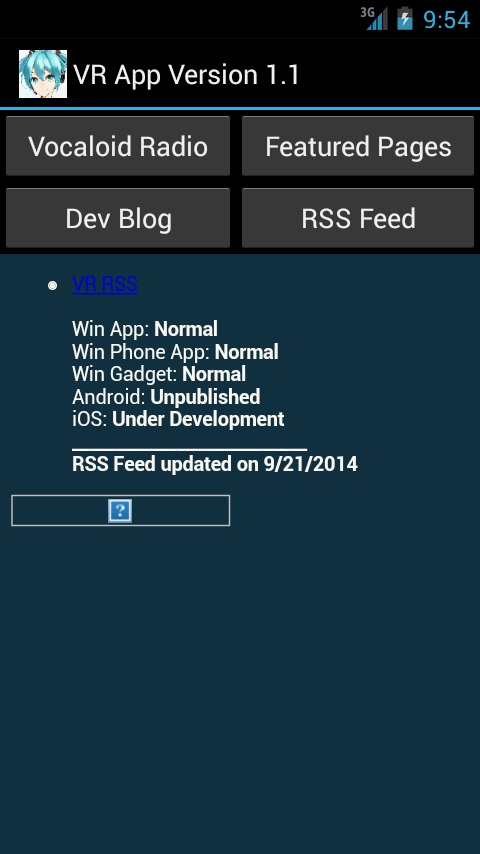 3G 9:54
VR App Version 1.1
Vocaloid Radio Featured Pages
Dev Blog RSS Feed
VR RSS
Win App: Normal
Win Phone App: Normal
Win Gadget: Normal
Android: Unpublished
iOS: Under Development
RSS Feed updated on 9/21/2014
?